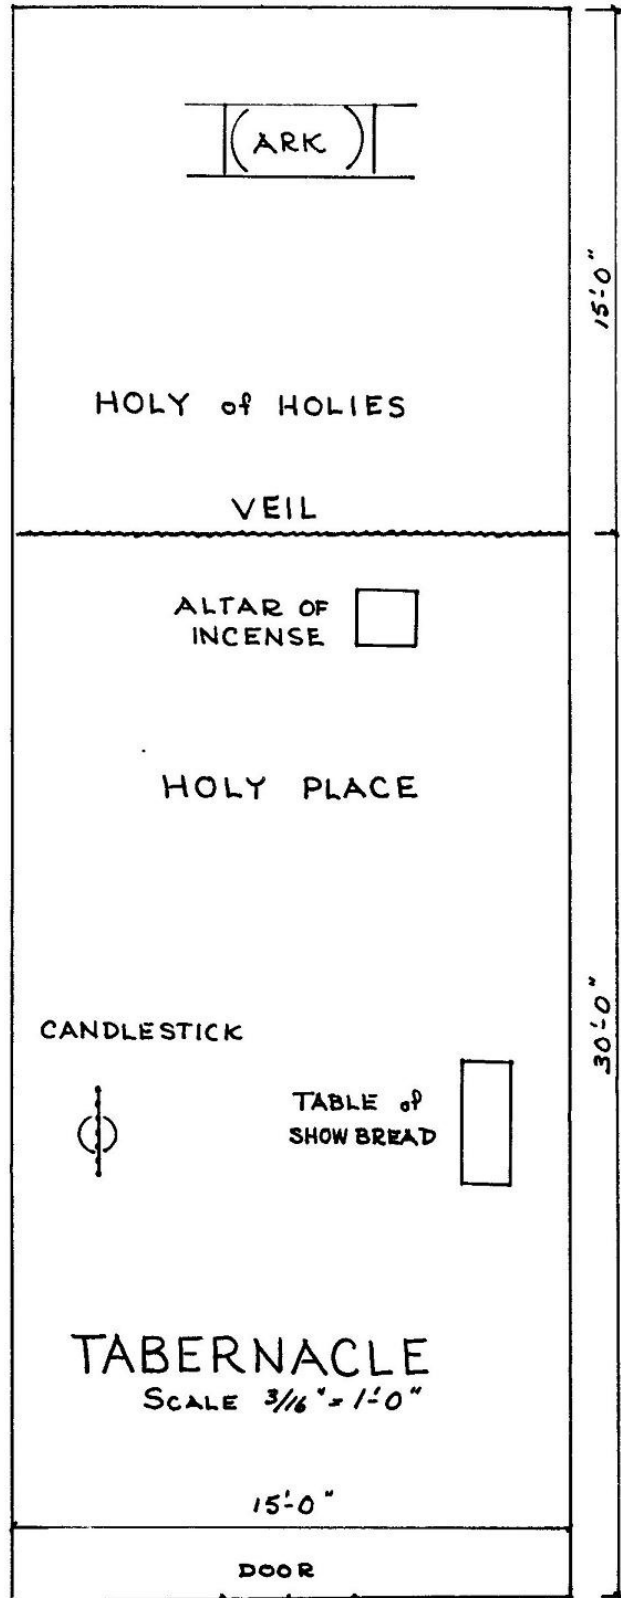 ARK
15'-0"
HOLY of HOLIES
VEIL
ALTAR OF
INCENSE
HOLY PLACE
30'-0"
CANDLESTICK
TABLE of
SHOW BREAD
TABERNACLE
SCALE 3/16" = 1'-0"
15'-0"
DOOR